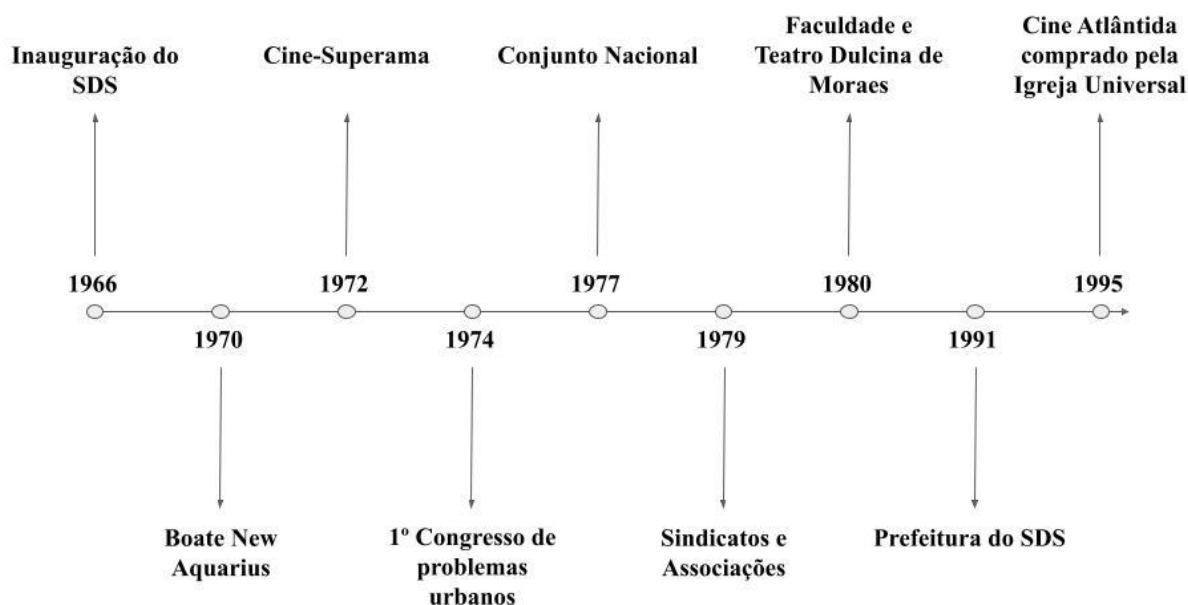 Inauguração do
SDS
Cine-Superama
Conjunto Nacional
Faculdade e
Teatro Dulcina de
Moraes
Cine Atlântida
comprado pela
Igreja Universal
1966
1972
1977
1980
1995
1970
1974
1979
1991
Boate New
Aquarius
1º Congresso de
problemas
urbanos
Sindicatos e
Associações
Prefeitura do SDS